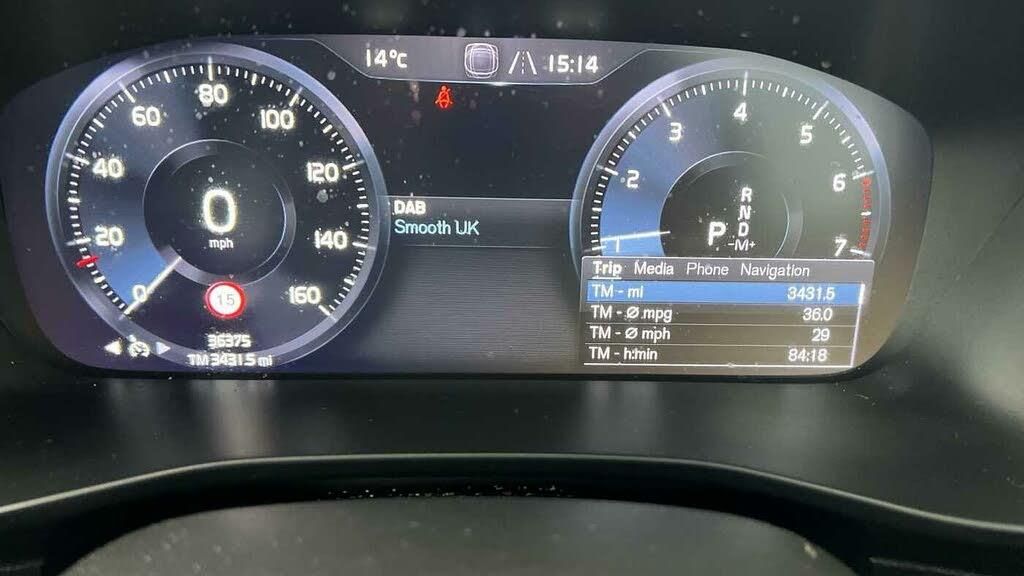 14°C 15:14
60 80 100
40 120
20 140
0 160
0
mph
15
36375
TM 3431.5 mi
DAB
Smooth UK
3 4 5
2 6
1 7
P
R
N
D
-M+
Trip Media Phone Navigation
TM - mi 3431.5
TM - Ø mpg 36.0
TM - Ø mph 29
TM - h:min 84:18